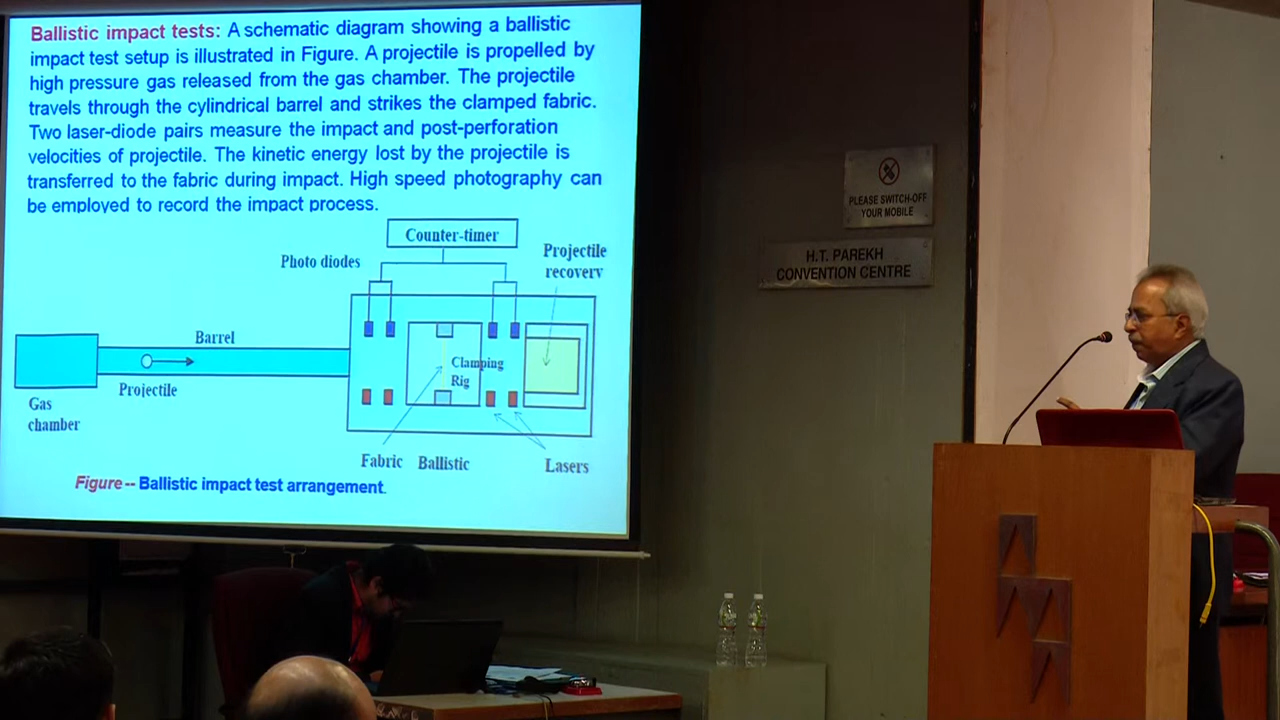 Ballistic impact tests: A schematic diagram showing a ballistic
impact test setup is illustrated in Figure. A projectile is propelled by
high pressure gas released from the gas chamber. The projectile
travels through the cylindrical barrel and strikes the clamped fabric.
Two laser-diode pairs measure the impact and post-perforation
velocities of projectile. The kinetic energy lost by the projectile is
transferred to the fabric during impact. High speed photography can
be employed to record the impact process.
Counter-timer
Photo diodes
Projectile
recovery
Barrel
Projectile
Gas
chamber
Clamping
Rig
Fabric
Ballistic
Lasers
Figure-- Ballistic impact test arrangement.
PLEASE SWITCH-OFF
YOUR MOBILE
H.T. PAREKH
CONVENTION CENTRE